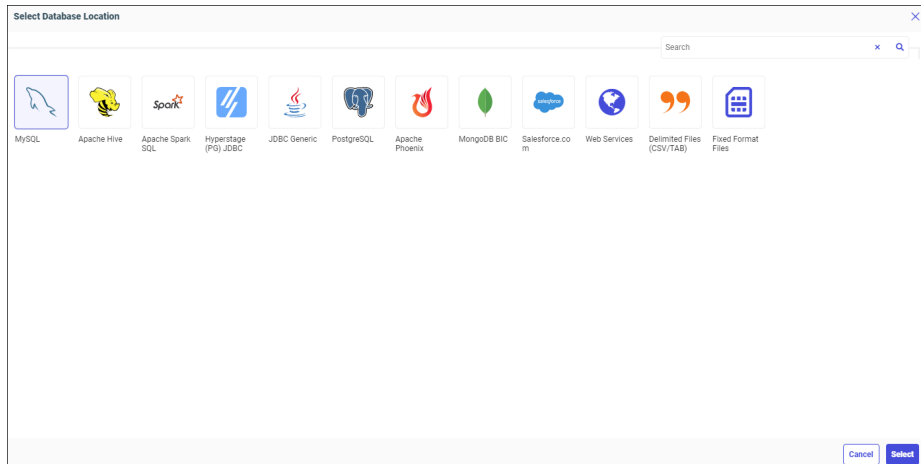 Select Database Location
Search
Spark
salesforce
MySQL
Apache Hive
Apache Spark
SQL
Hyperstage
(PG) JDBC
JDBC Generic
PostgreSQL
Apache
Phoenix
MongoDB BIC
Salesforce.co
m
Web Services
Delimited Files
(CSV/TAB)
Fixed Format
Files
Cancel
Select